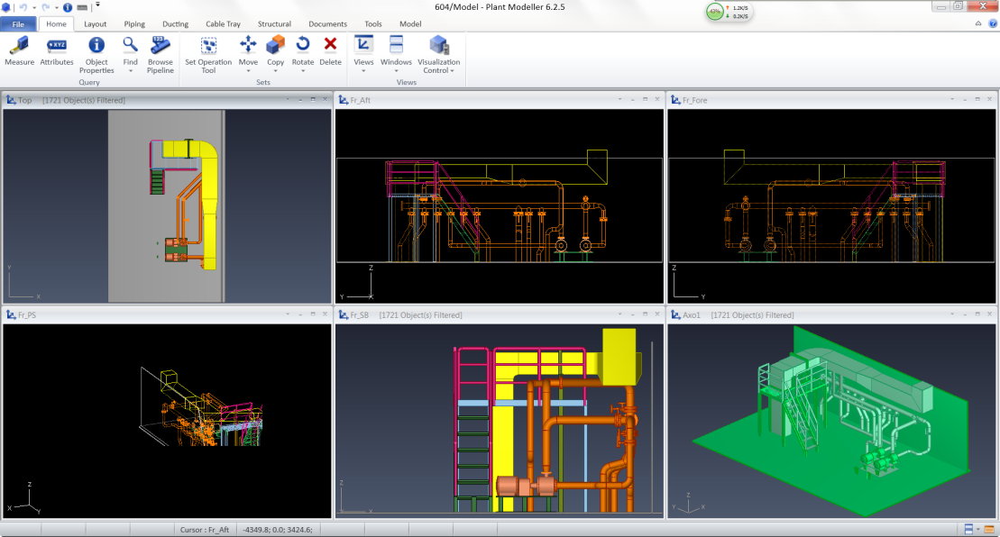 604/Model - Plant Modeller 6.2.5
43%
↑ 1.2K/S
↓ 6.2K/S
File Home Layout Piping Ducting Cable Tray Structural Documents Tools Model
XYZ 123
Measure Attributes Object Properties Find Browse Pipeline Set Operation Tool Move Copy Rotate Delete Views Windows Visualization Control
Query Sets Views
Top [1721 Object(s) Filtered] Fr_Aft Fr_Fore
Y X
Z Y X
Z Y
Fr_PS Fr_SB [1721 Object(s) Filtered] Axo1 [1721 Object(s) Filtered]
Z X Y
Z
Z Y X
Cursor : Fr_Aft -4349.8; 0.0; 3424.6;